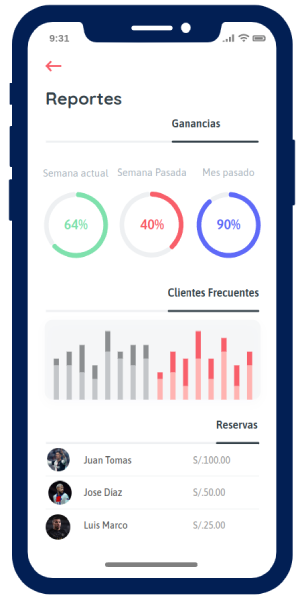 9:31
Reportes
Ganancias
Semana actual Semana Pasada Mes pasado
64% 40% 90%
Clientes Frecuentes
Reservas
Juan Tomas S/.100.00
Jose Díaz S/.50.00
Luis Marco S/.25.00